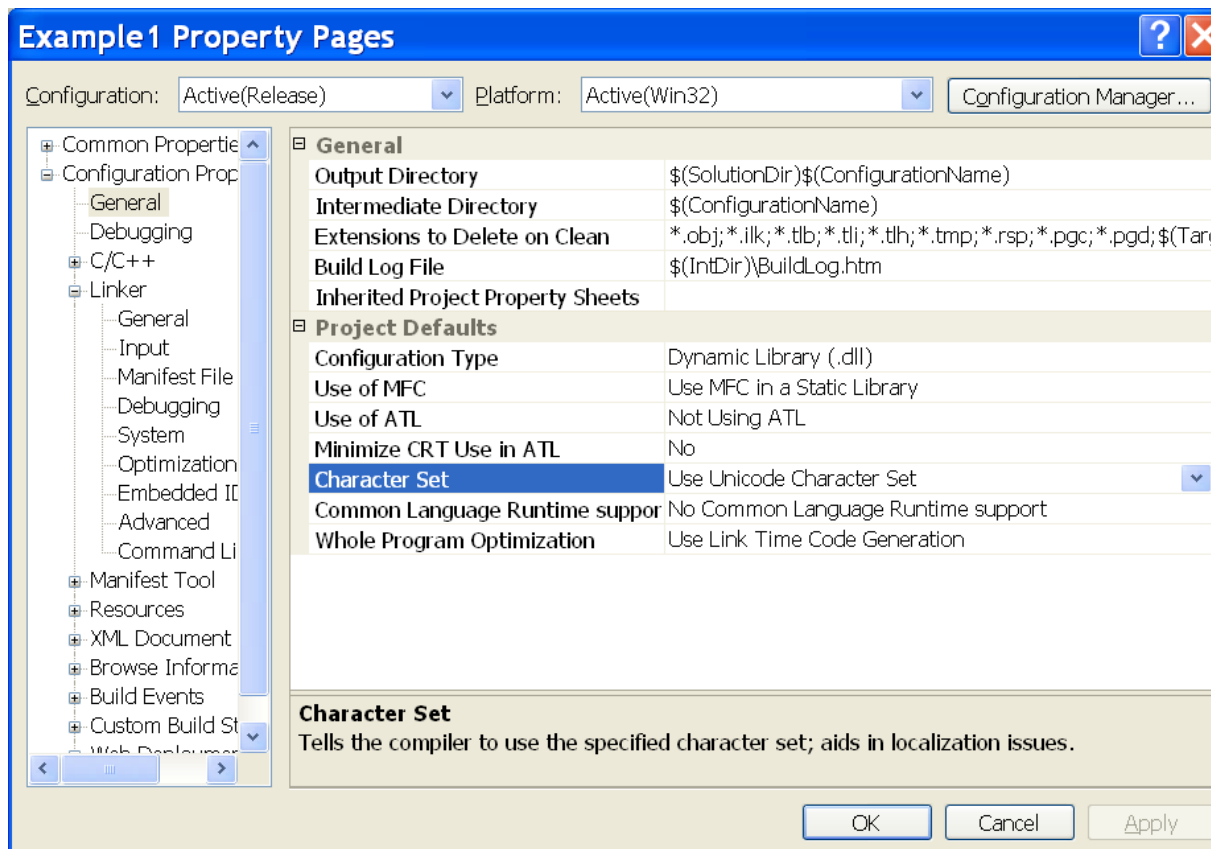 Example1 Property Pages
Configuration: Active(Release) Platform: Active(Win32) Configuration Manager...
Common Propertie
Configuration Prop
General
Debugging
C/C++
Linker
General
Input
Manifest File
Debugging
System
Optimization
Embedded ID
Advanced
Command Li
Manifest Tool
Resources
XML Document
Browse Informa
Build Events
Custom Build St
General
Output Directory $(SolutionDir)$(ConfigurationName)
Intermediate Directory $(ConfigurationName)
Extensions to Delete on Clean *.obj;*.ilk;*.tlb;*.tli;*.tlh;*.tmp;*.rsp;*.pgc;*.pgd;$(Targ
Build Log File $(IntDir)\BuildLog.htm
Inherited Project Property Sheets
Project Defaults
Configuration Type Dynamic Library (.dll)
Use of MFC Use MFC in a Static Library
Use of ATL Not Using ATL
Minimize CRT Use in ATL No
Character Set Use Unicode Character Set
Common Language Runtime suppor No Common Language Runtime support
Whole Program Optimization Use Link Time Code Generation
Character Set
Tells the compiler to use the specified character set; aids in localization issues.
OK Cancel Apply